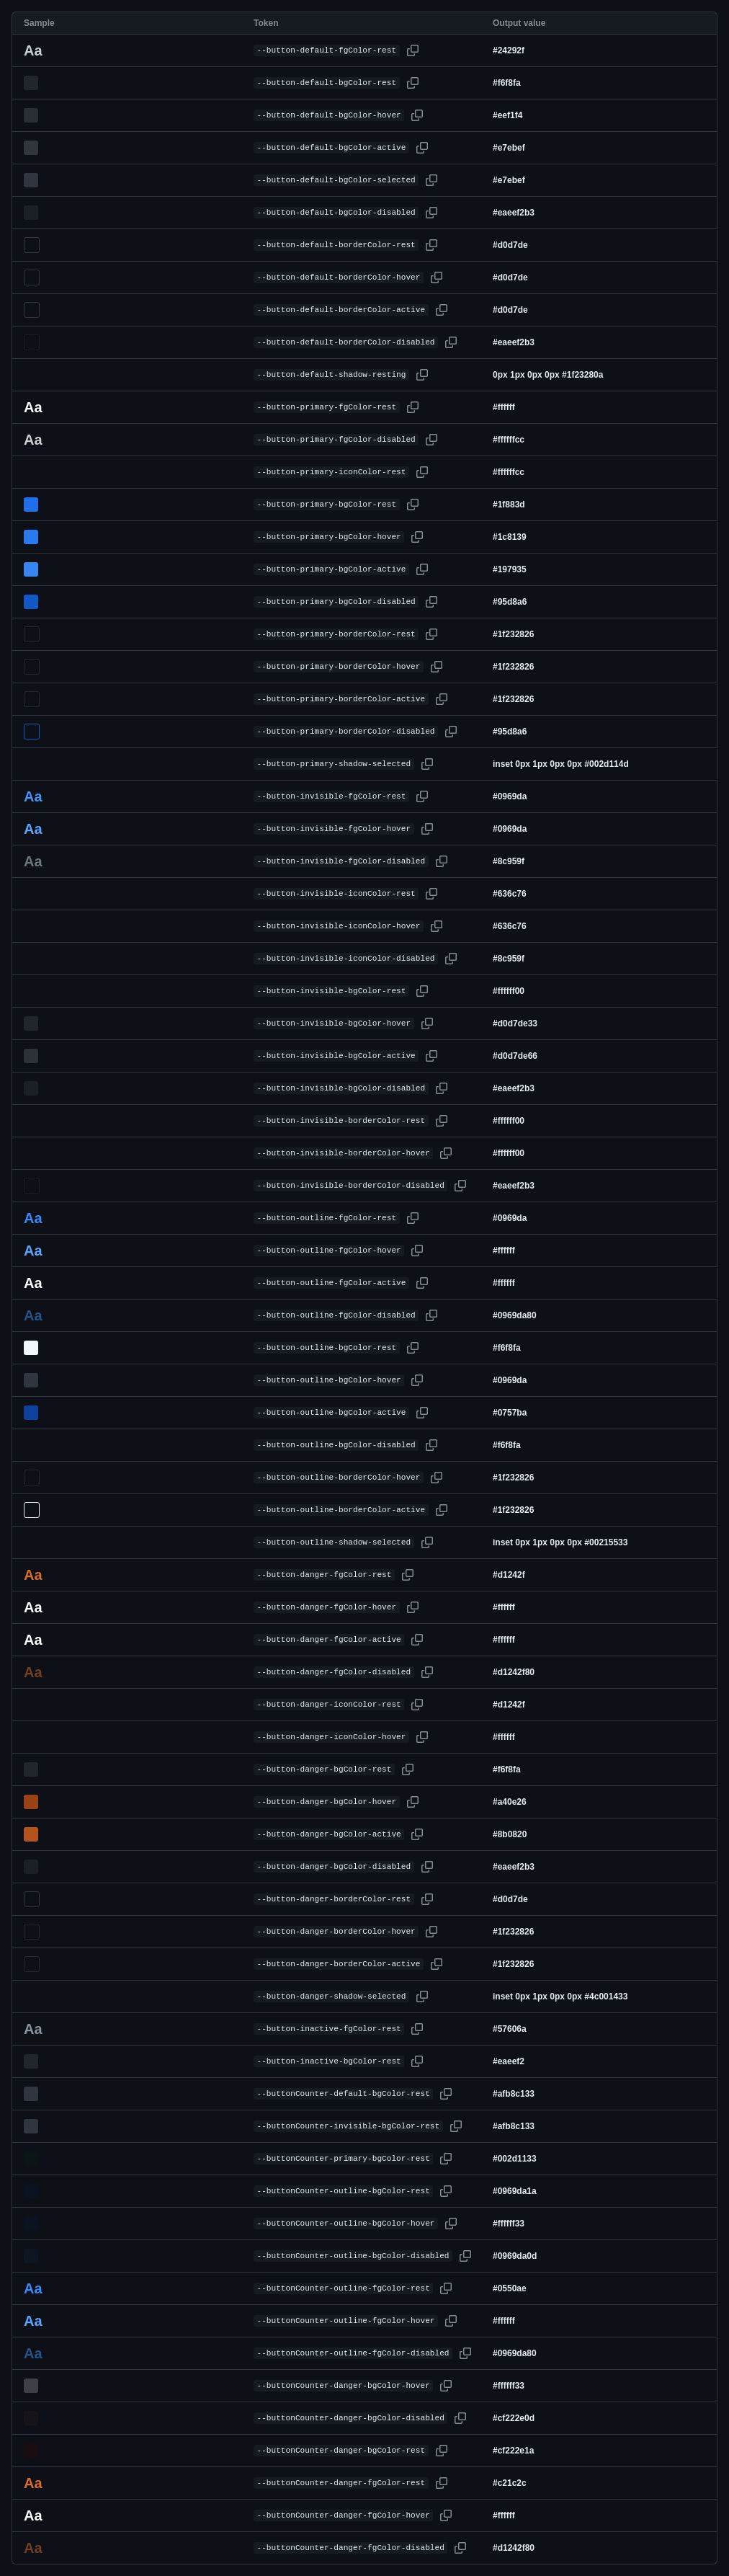 Sample Token Output value
Aa --button-default-fgColor-rest #24292f
--button-default-bgColor-rest #f6f8fa
--button-default-bgColor-hover #eef1f4
--button-default-bgColor-active #e7ebef
--button-default-bgColor-selected #e7ebef
--button-default-bgColor-disabled #eaeef2b3
--button-default-borderColor-rest #d0d7de
--button-default-borderColor-hover #d0d7de
--button-default-borderColor-active #d0d7de
--button-default-borderColor-disabled #eaeef2b3
--button-default-shadow-resting 0px 1px 0px 0px #1f23280a
Aa --button-primary-fgColor-rest #ffffff
Aa --button-primary-fgColor-disabled #ffffffcc
--button-primary-iconColor-rest #ffffffcc
--button-primary-bgColor-rest #1f883d
--button-primary-bgColor-hover #1c8139
--button-primary-bgColor-active #197935
--button-primary-bgColor-disabled #95d8a6
--button-primary-borderColor-rest #1f232826
--button-primary-borderColor-hover #1f232826
--button-primary-borderColor-active #1f232826
--button-primary-borderColor-disabled #95d8a6
--button-primary-shadow-selected inset 0px 1px 0px 0px #002d114d
Aa --button-invisible-fgColor-rest #0969da
Aa --button-invisible-fgColor-hover #0969da
Aa --button-invisible-fgColor-disabled #8c959f
--button-invisible-iconColor-rest #636c76
--button-invisible-iconColor-hover #636c76
--button-invisible-iconColor-disabled #8c959f
--button-invisible-bgColor-rest #ffffff00
--button-invisible-bgColor-hover #d0d7de33
--button-invisible-bgColor-active #d0d7de66
--button-invisible-bgColor-disabled #eaeef2b3
--button-invisible-borderColor-rest #ffffff00
--button-invisible-borderColor-hover #ffffff00
--button-invisible-borderColor-disabled #eaeef2b3
Aa --button-outline-fgColor-rest #0969da
Aa --button-outline-fgColor-hover #ffffff
Aa --button-outline-fgColor-active #ffffff
Aa --button-outline-fgColor-disabled #0969da80
--button-outline-bgColor-rest #f6f8fa
--button-outline-bgColor-hover #0969da
--button-outline-bgColor-active #0757ba
--button-outline-bgColor-disabled #f6f8fa
--button-outline-borderColor-hover #1f232826
--button-outline-borderColor-active #1f232826
--button-outline-shadow-selected inset 0px 1px 0px 0px #00215533
Aa --button-danger-fgColor-rest #d1242f
Aa --button-danger-fgColor-hover #ffffff
Aa --button-danger-fgColor-active #ffffff
Aa --button-danger-fgColor-disabled #d1242f80
--button-danger-iconColor-rest #d1242f
--button-danger-iconColor-hover #ffffff
--button-danger-bgColor-rest #f6f8fa
--button-danger-bgColor-hover #a40e26
--button-danger-bgColor-active #8b0820
--button-danger-bgColor-disabled #eaeef2b3
--button-danger-borderColor-rest #d0d7de
--button-danger-borderColor-hover #1f232826
--button-danger-borderColor-active #1f232826
--button-danger-shadow-selected inset 0px 1px 0px 0px #4c001433
Aa --button-inactive-fgColor-rest #57606a
--button-inactive-bgColor-rest #eaeef2
--buttonCounter-default-bgColor-rest #afb8c133
--buttonCounter-invisible-bgColor-rest #afb8c133
--buttonCounter-primary-bgColor-rest #002d1133
--buttonCounter-outline-bgColor-rest #0969da1a
--buttonCounter-outline-bgColor-hover #ffffff33
--buttonCounter-outline-bgColor-disabled #0969da0d
Aa --buttonCounter-outline-fgColor-rest #0550ae
Aa --buttonCounter-outline-fgColor-hover #ffffff
Aa --buttonCounter-outline-fgColor-disabled #0969da80
--buttonCounter-danger-bgColor-hover #ffffff33
--buttonCounter-danger-bgColor-disabled #cf222e0d
--buttonCounter-danger-bgColor-rest #cf222e1a
Aa --buttonCounter-danger-fgColor-rest #c21c2c
Aa --buttonCounter-danger-fgColor-hover #ffffff
Aa --buttonCounter-danger-fgColor-disabled #d1242f80